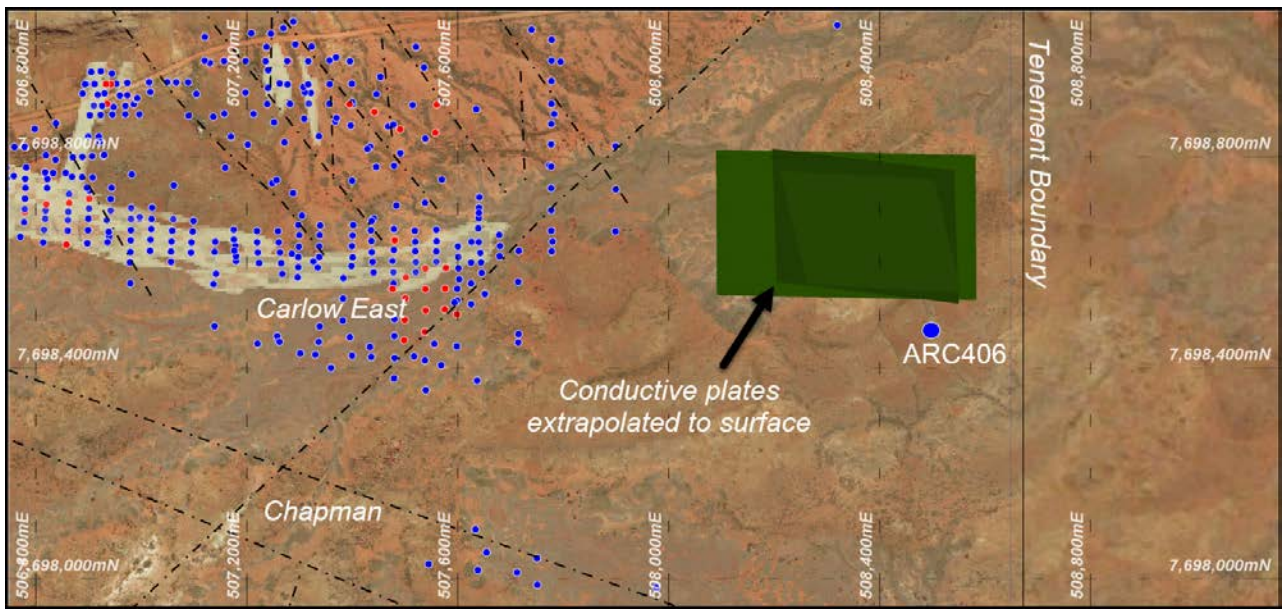 506,800mE
507,200mE
507,600mE
508,000mE
508,400mE
508,800mE
Tenement Boundary
7,698,800mN
7,698,800mN
Carlow East
7,698,400mN
7,698,400mN
ARC406
Conductive plates
extrapolated to surface
Chapman
506,800mE
507,200mE
507,600mE
508,000mE
508,400mE
508,800mE
7,698,000mN
7,698,000mN